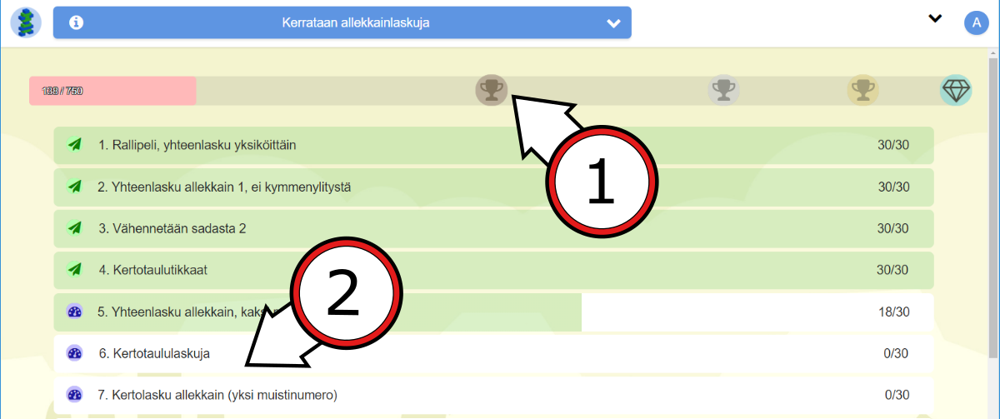 Kerrataan allekkainlaskuja
A
138 / 750
1
1. Rallipeli, yhteenlasku yksiköittäin 30/30
2. Yhteenlasku allekkain 1, ei kymmenylitystä 30/30
3. Vähennetään sadasta 2 30/30
4. Kertotaulutikkaat 30/30
2
5. Yhteenlasku allekkain, 18/30
6. Kertotaululaskuja 0/30
7. Kertolasku allekkain (yksi muistinumero) 0/30